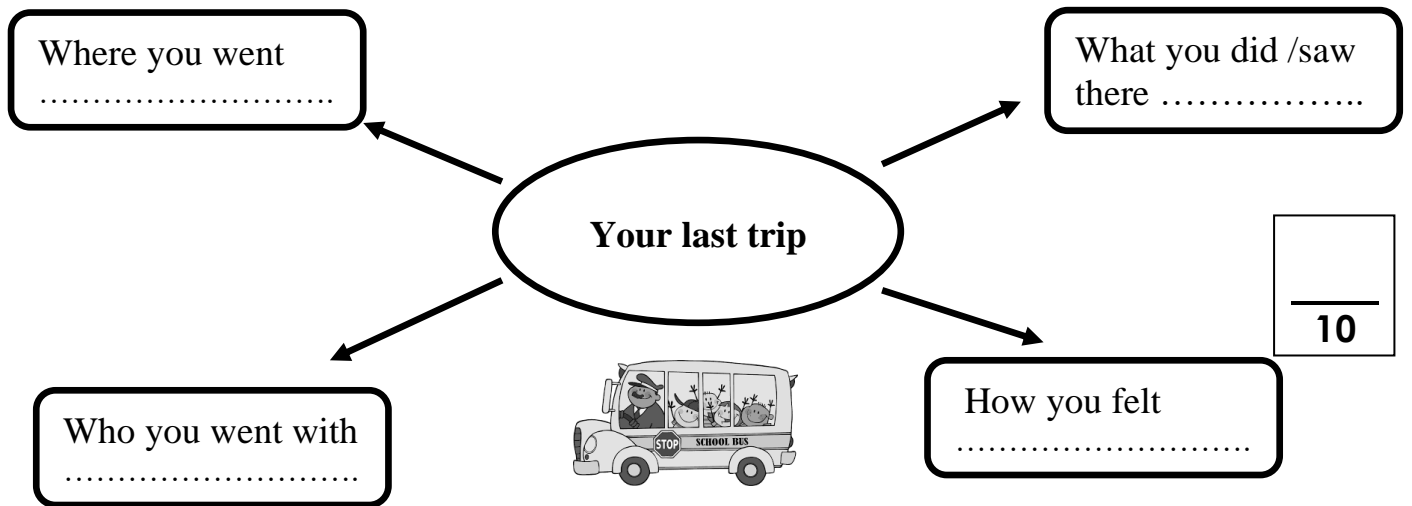 Where you went
………………………….
What you did /saw
there ………………..
Your last trip
10
Who you went with
………………………….
STOP
SCHOOL BUS
How you felt
………………………….